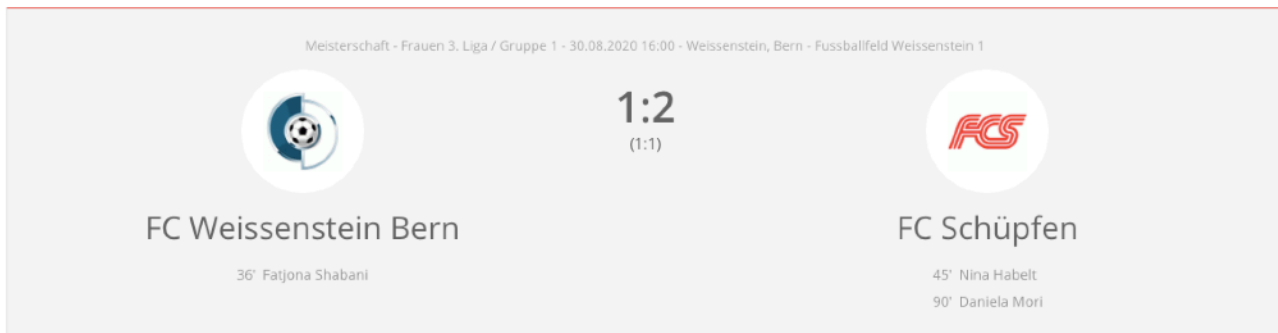 Meisterschaft - Frauen 3. Liga / Gruppe 1 - 30.08.2020 16:00 - Weissenstein, Bern - Fussballfeld Weissenstein 1
1:2
(1:1)
FCS
FC Weissenstein Bern
FC Schüpfen
36' Fatjona Shabani
45' Nina Habelt
90' Daniela Mori